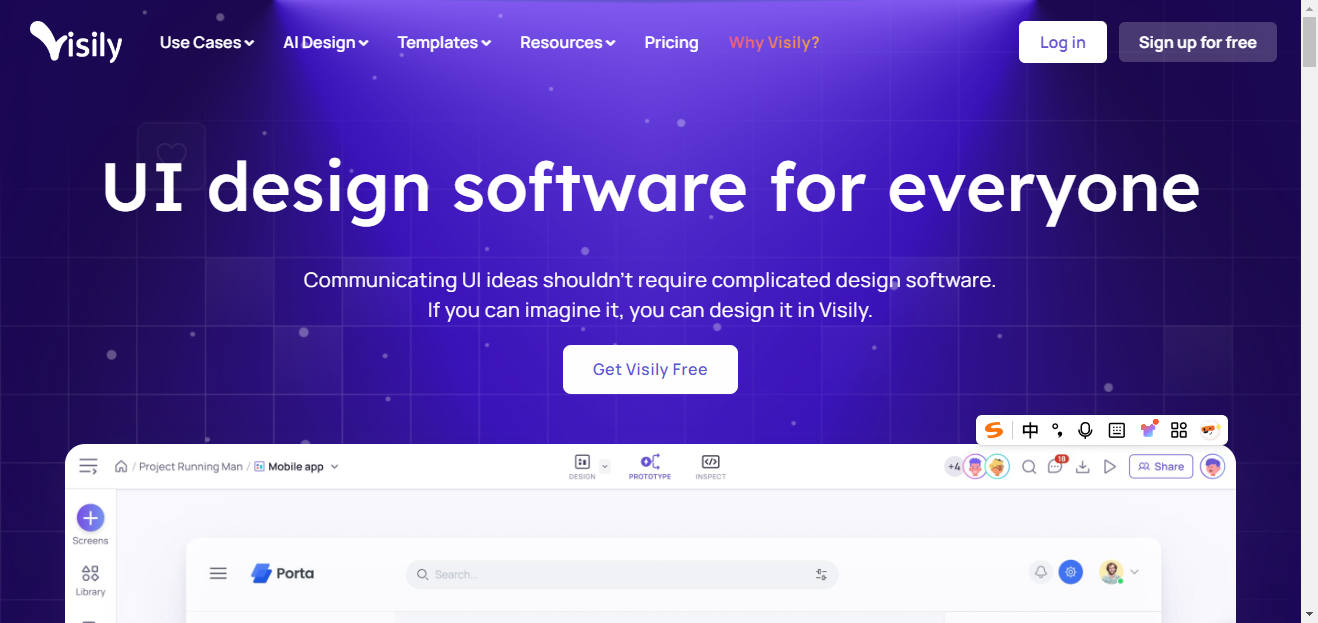 Visily
Use Cases
AI Design
Templates
Resources
Pricing
Why Visily?
Log in
Sign up for free
UI design software for everyone
Communicating UI ideas shouldn't require complicated design software.
If you can imagine it, you can design it in Visily.
Get Visily Free
S 中 °,
/ Project Running Man / Mobile app
DESIGN
PROTOTYPE
INSPECT
+4
18
Share
Screens
Library
Porta
Search...